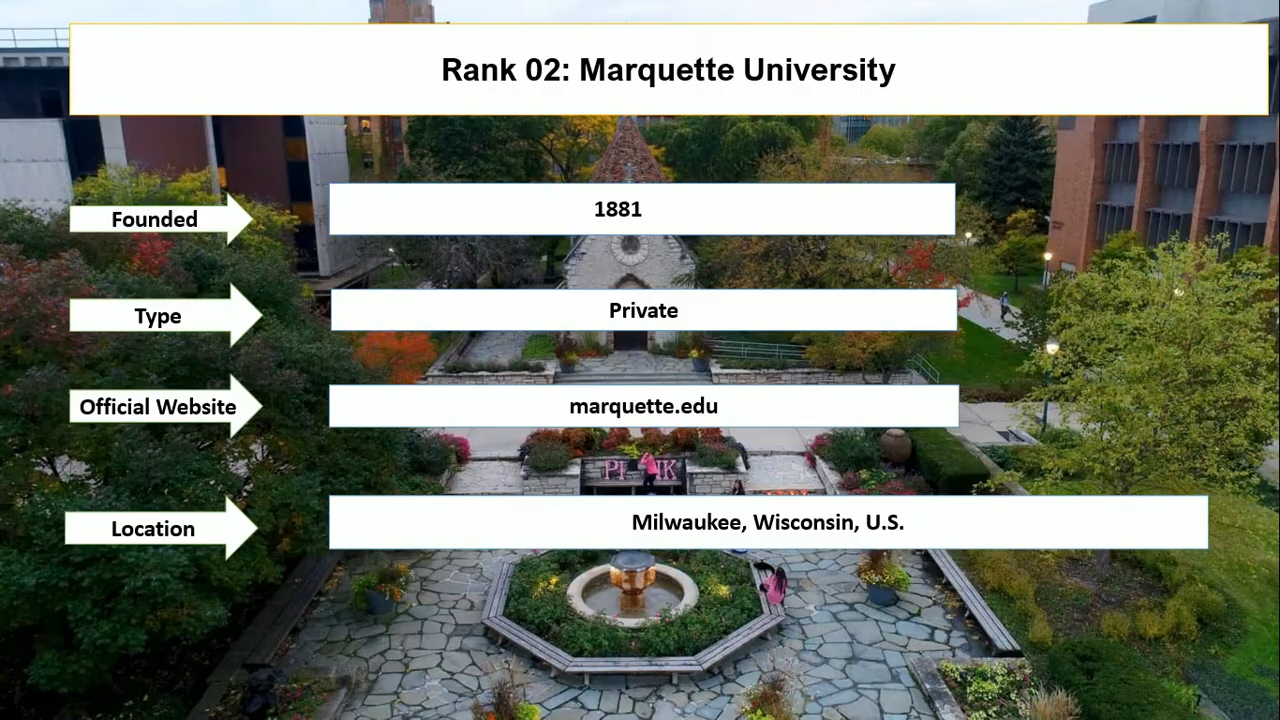 Rank 02: Marquette University
Founded
1881
Type
Private
Official Website
marquette.edu
Location
Milwaukee, Wisconsin, U.S.